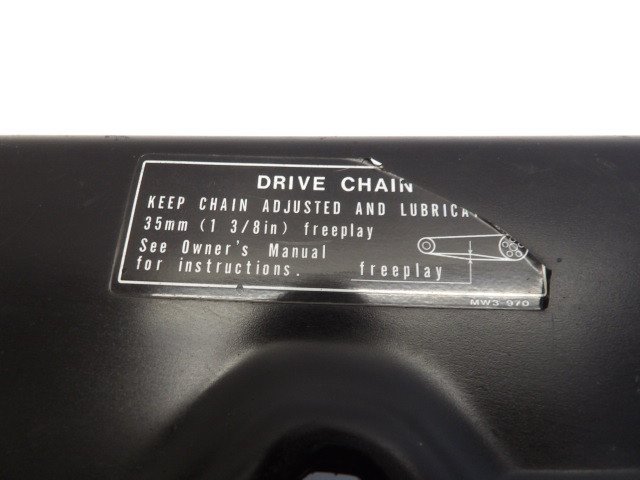 DRIVE CHAIN
KEEP CHAIN ADJUSTED AND LUBRICA
35mm (1 3/8in) freeplay
See Owner's Manual
for instructions.
freeplay
MW3-970